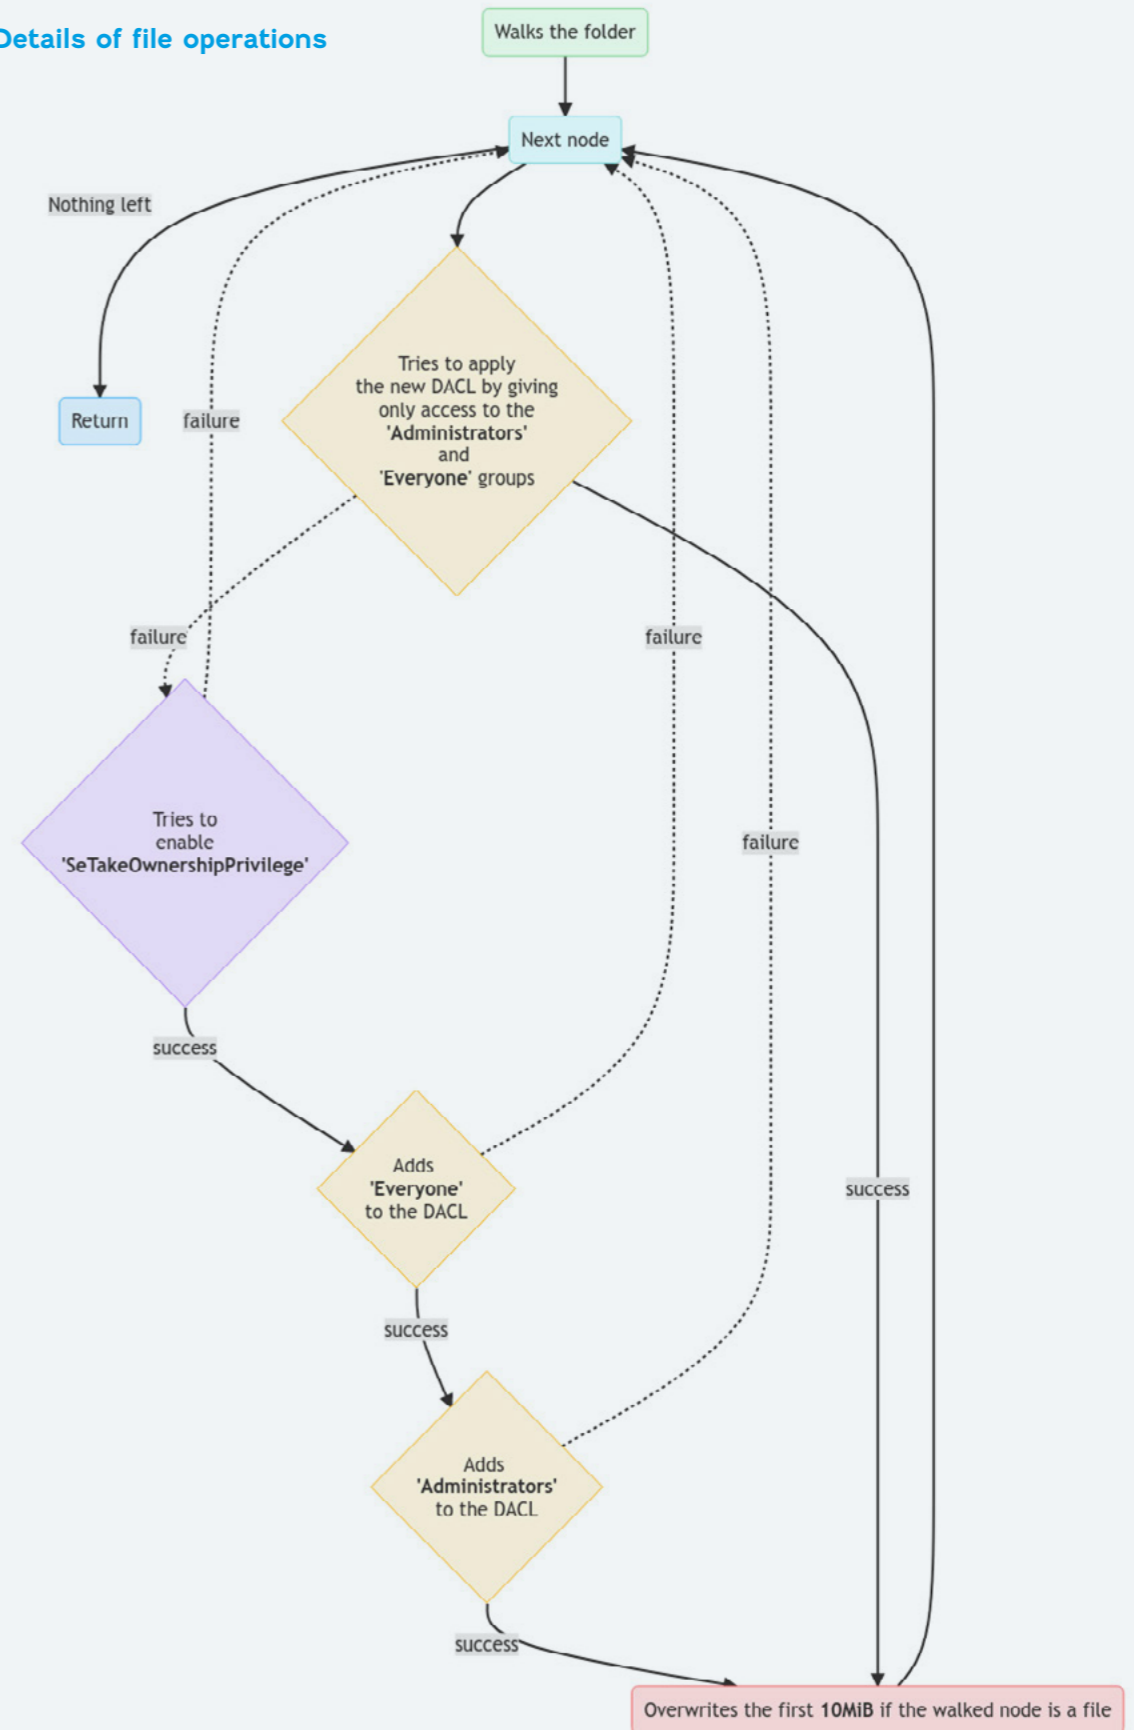 Details of file operations
Walks the folder
Next node
Nothing left
Tries to apply
the new DACL by giving
only access to the
'Administrators'
and
'Everyone' groups
Return
failure
failure
failure
Tries to
enable
'SeTakeOwnershipPrivilege'
failure
success
Adds
'Everyone'
to the DACL
success
success
Adds
'Administrators'
to the DACL
success
Overwrites the first 10MiB if the walked node is a file